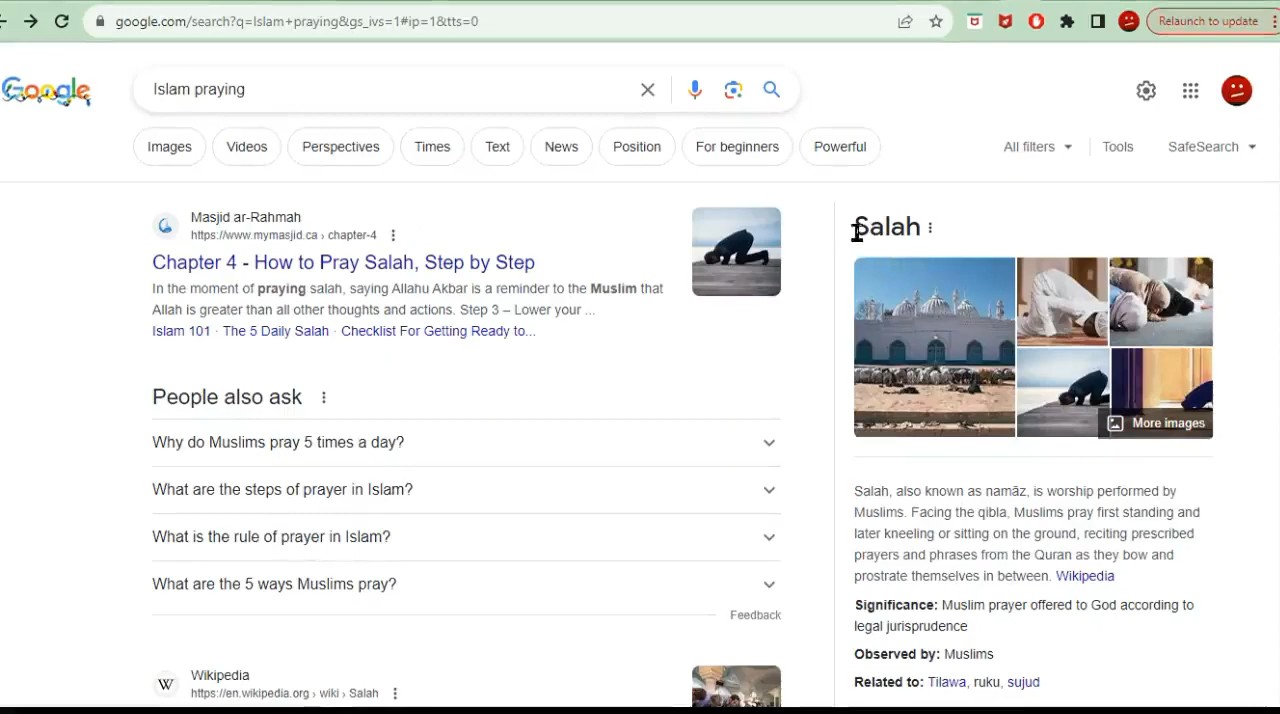 google.com/search?q=Islam+praying&gs_ivs=1#ip=1&tts=0
Relaunch to update
Google
Islam praying
Images
Videos
Perspectives
Times
Text
News
Position
For beginners
Powerful
All filters
Tools
SafeSearch
Masjid ar-Rahmah
https://www.mymasjid.ca › chapter-4
Chapter 4 - How to Pray Salah, Step by Step
In the moment of praying salah, saying Allahu Akbar is a reminder to the Muslim that
Allah is greater than all other thoughts and actions. Step 3 – Lower your ...
Islam 101 · The 5 Daily Salah · Checklist For Getting Ready to...
People also ask
Why do Muslims pray 5 times a day?
What are the steps of prayer in Islam?
What is the rule of prayer in Islam?
What are the 5 ways Muslims pray?
Feedback
W
Wikipedia
https://en.wikipedia.org › wiki › Salah
Salah
More images
Salah, also known as namāz, is worship performed by
Muslims. Facing the qibla, Muslims pray first standing and
later kneeling or sitting on the ground, reciting prescribed
prayers and phrases from the Quran as they bow and
prostrate themselves in between. Wikipedia
Significance: Muslim prayer offered to God according to
legal jurisprudence
Observed by: Muslims
Related to: Tilawa, ruku, sujud